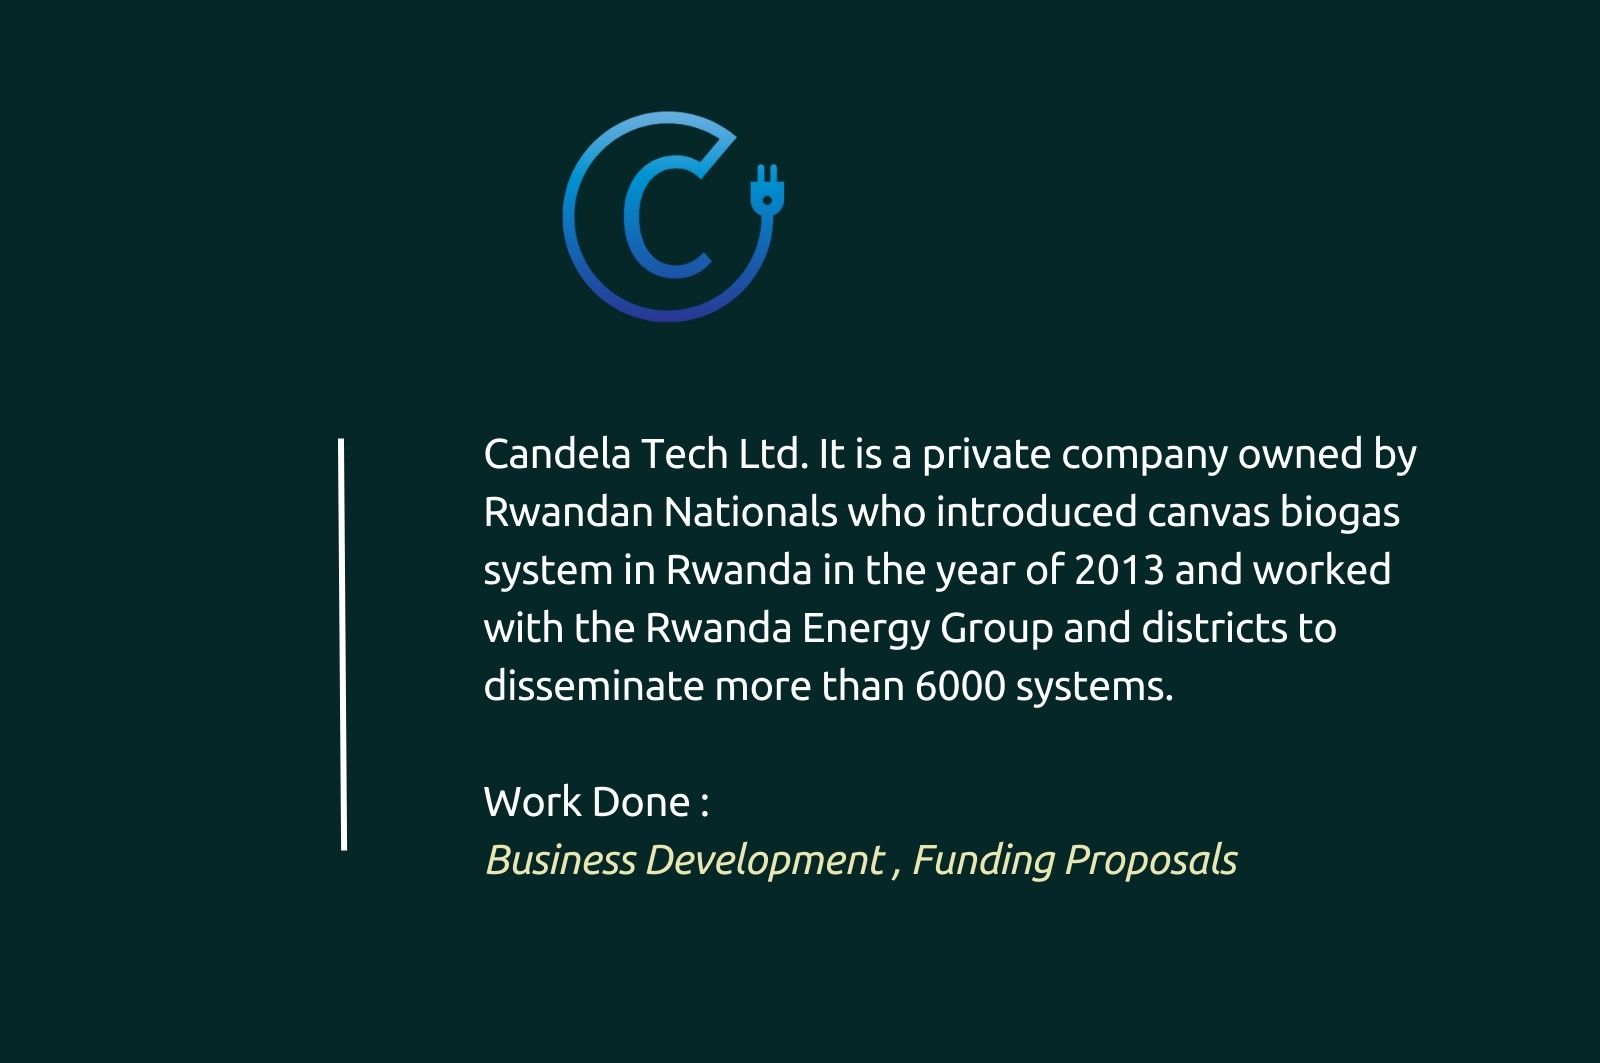 C
Candela Tech Ltd. It is a private company owned by
Rwandan Nationals who introduced canvas biogas
system in Rwanda in the year of 2013 and worked
with the Rwanda Energy Group and districts to
disseminate more than 6000 systems.
Work Done :
Business Development , Funding Proposals